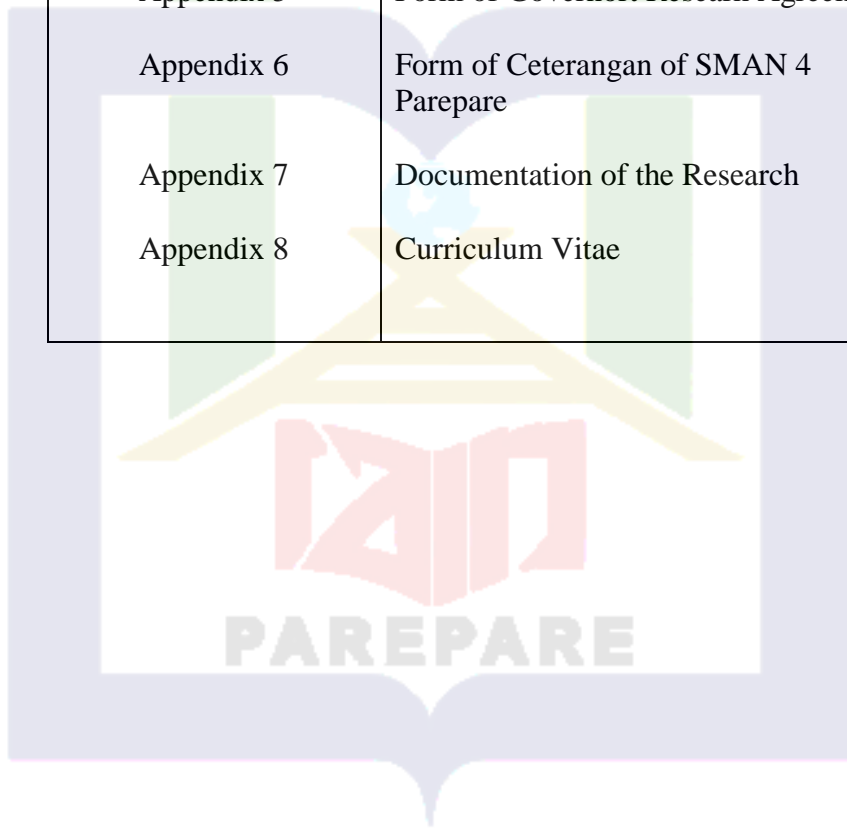 Appendix 6 Form of Ceterangan of SMAN 4
Parepare
Appendix 7 Documentation of the Research
Appendix 8 Curriculum Vitae
iain
PAREPARE